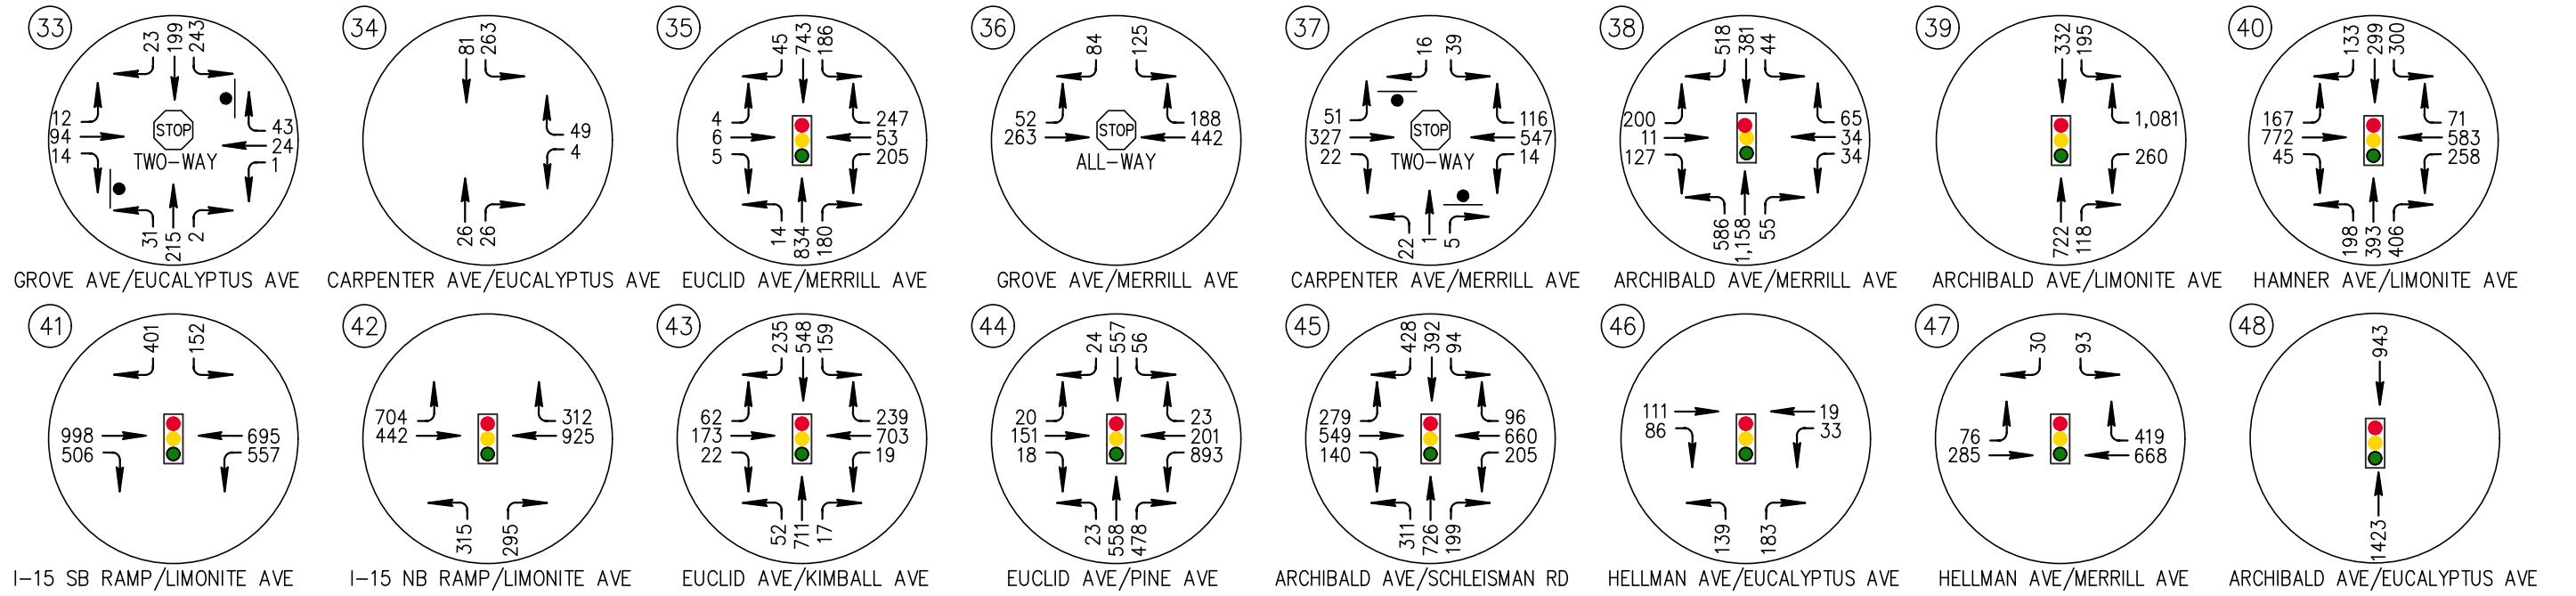 33
23 199 243
12
94
14
STOP
TWO-WAY
43
24
1
31 215 2
GROVE AVE/EUCALYPTUS AVE
34
81 263
49
4
26 26
CARPENTER AVE/EUCALYPTUS AVE
35
45 743 186
4
6
5
247
53
205
14 834 180
EUCLID AVE/MERRILL AVE
36
84 125
52
263
STOP
ALL-WAY
188
442
GROVE AVE/MERRILL AVE
37
16 39
51
327
22
STOP
TWO-WAY
116
547
14
22 1 5
CARPENTER AVE/MERRILL AVE
38
518 381 44
200
11
127
65
34
34
586 1,158 55
ARCHIBALD AVE/MERRILL AVE
39
332 195
1,081
260
722 118
ARCHIBALD AVE/LIMONITE AVE
40
133 299 300
167
772
45
71
583
258
198 393 406
HAMNER AVE/LIMONITE AVE
41
401 152
998
506
695
557
I-15 SB RAMP/LIMONITE AVE
42
704
442
312
925
315 295
I-15 NB RAMP/LIMONITE AVE
43
235 548 159
62
173
22
239
703
19
52 711 17
EUCLID AVE/KIMBALL AVE
44
24 557 56
20
151
18
23
201
893
23 558 478
EUCLID AVE/PINE AVE
45
428 392 94
279
549
140
96
660
205
311 726 199
ARCHIBALD AVE/SCHLEISMAN RD
46
111
86
19
33
139 183
HELLMAN AVE/EUCALYPTUS AVE
47
30 93
76
285
419
668
HELLMAN AVE/MERRILL AVE
48
943
1423
ARCHIBALD AVE/EUCALYPTUS AVE